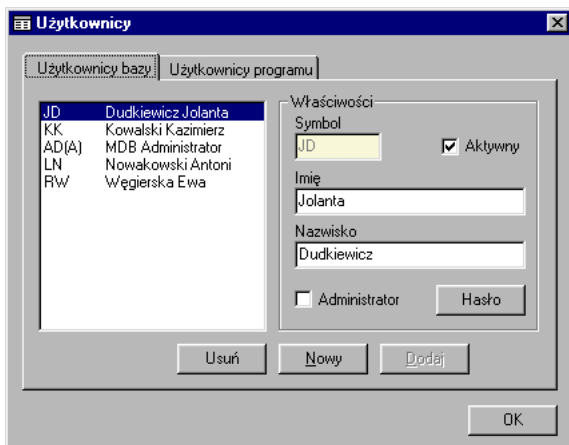 Użytkownicy
Użytkownicy bazy Użytkownicy programu
JD Dudkiewicz Jolanta
KK Kowalski Kazimierz
AD(A) MDB Administrator
LN Nowakowski Antoni
RW Węgierska Ewa
Właściwości
Symbol
JD Aktywny
Imię
Jolanta
Nazwisko
Dudkiewicz
Administrator Hasło
Usuń Nowy Dodaj
OK